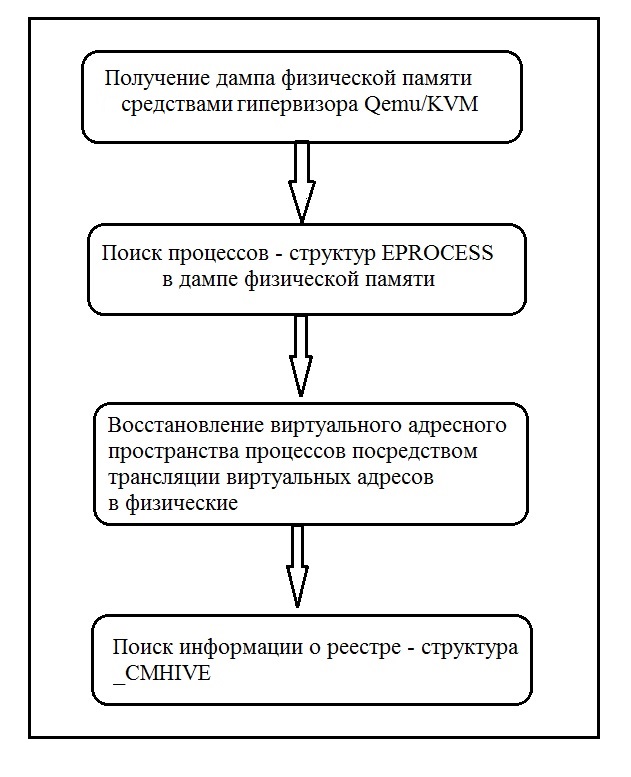 Получение дампа физической памяти
средствами гипервизора Qemu/KVM
Поиск процессов - структур EPROCESS
в дампе физической памяти
Восстановление виртуального адресного
пространства процессов посредством
трансляции виртуальных адресов
в физические
Поиск информации о реестре - структура
_CMHIVE